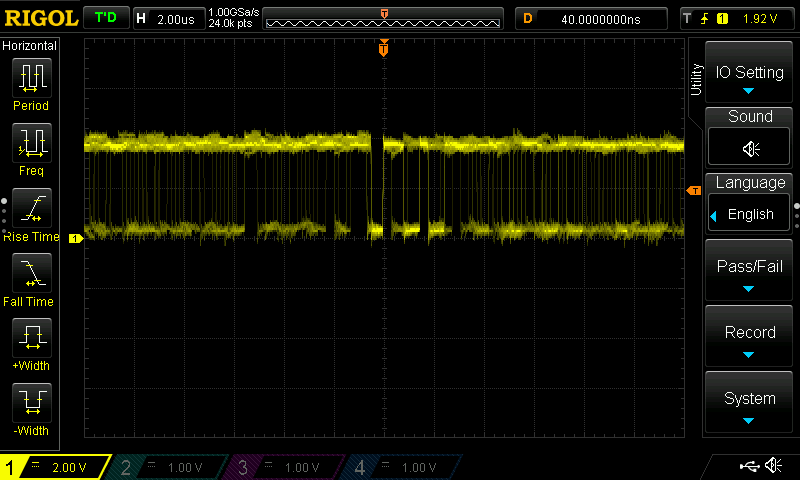 RIGOL T'D H 2.00us 1.00GSa/s 24.0k pts T D 40.0000000ns T 1 1.92 V
Horizontal
Period
Freq
Rise Time
Fall Time
+Width
-Width
T
T
1
Utility
IO Setting
Sound
Language
English
Pass/Fail
Record
System
1 2.00 V 2 1.00 V 3 1.00 V 4 1.00 V